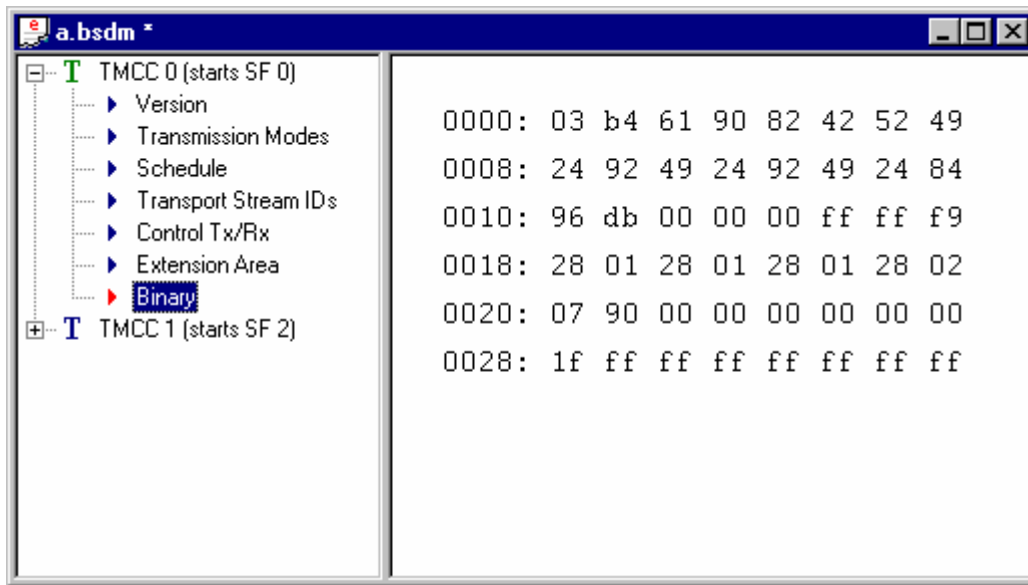 a.bsdm *
T TMCC 0 (starts SF 0)
Version
Transmission Modes
Schedule
Transport Stream IDs
Control Tx/Rx
Extension Area
Binary
T TMCC 1 (starts SF 2)
0000: 03 b4 61 90 82 42 52 49
0008: 24 92 49 24 92 49 24 84
0010: 96 db 00 00 00 ff ff f9
0018: 28 01 28 01 28 01 28 02
0020: 07 90 00 00 00 00 00 00
0028: 1f ff ff ff ff ff ff ff